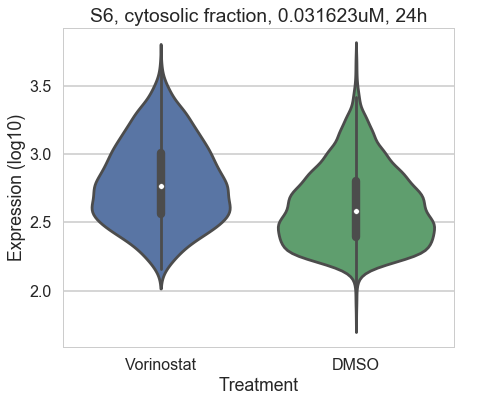 S6, cytosolic fraction, 0.031623uM, 24h
Expression (log10)
3.5
3.0
2.5
2.0
Vorinostat DMSO
Treatment